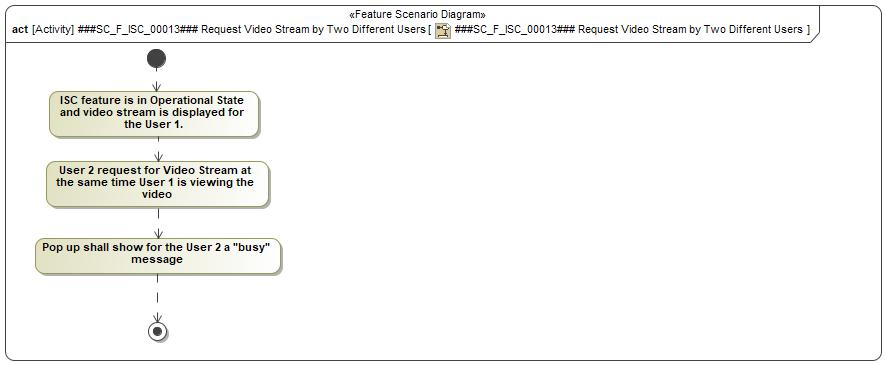 «Feature Scenario Diagram»
act [Activity] ###SC_F_ISC_00013### Request Video Stream by Two Different Users [ ###SC_F_ISC_00013### Request Video Stream by Two Different Users ]
ISC feature is in Operational State
and video stream is displayed for
the User 1.
User 2 request for Video Stream at
the same time User 1 is viewing the
video
Pop up shall show for the User 2 a "busy"
message